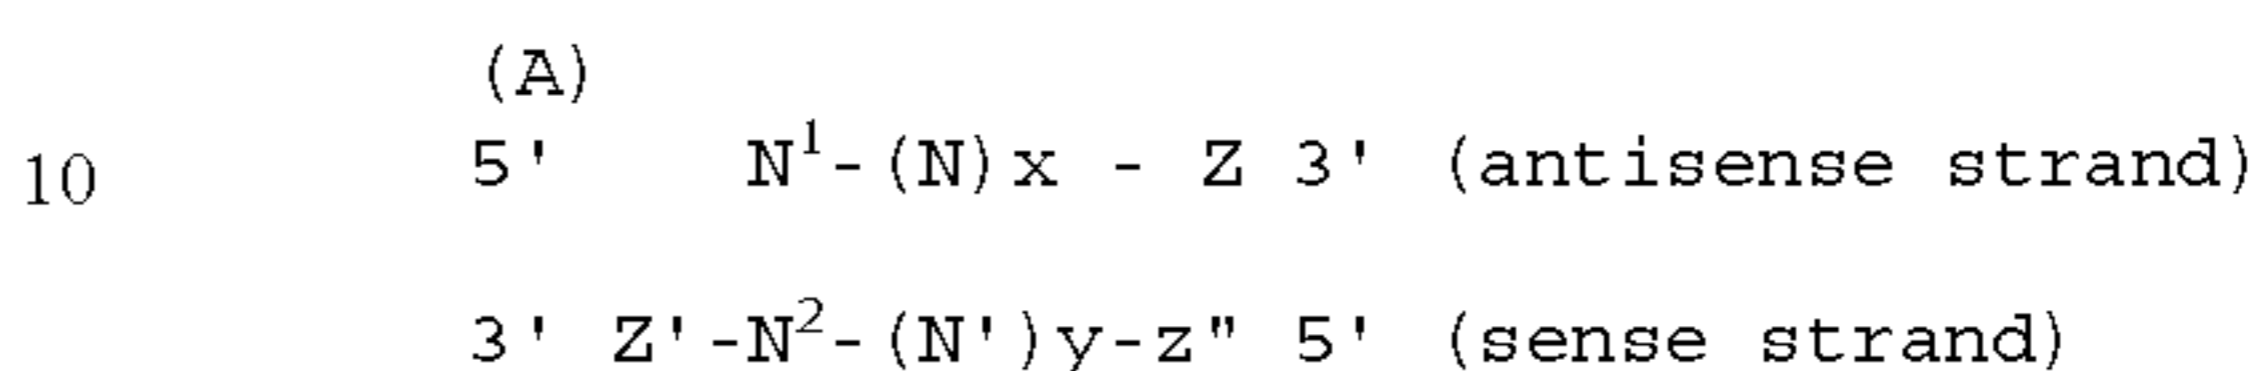 (A)
10 5' N¹-(N)x - Z 3' (antisense strand)
3' Z'-N²-(N')y-z" 5' (sense strand)